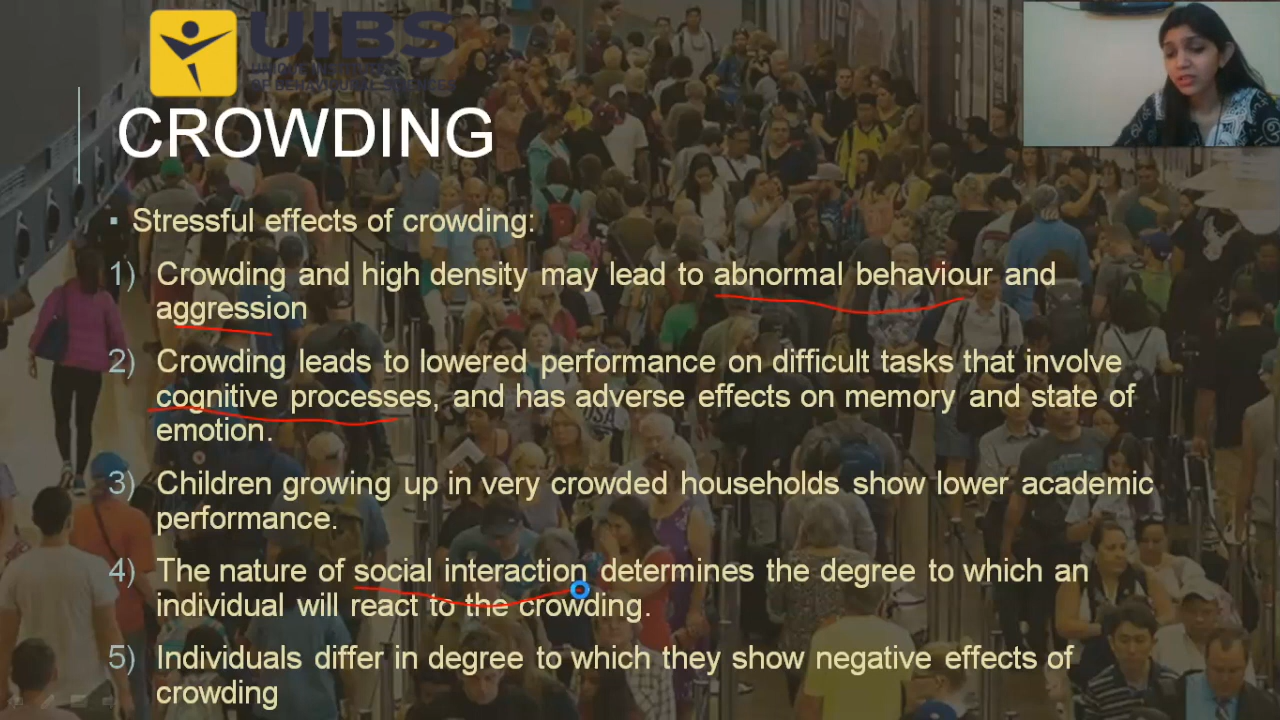 UIBS
CROWDING
▪ Stressful effects of crowding:
1) Crowding and high density may lead to abnormal behaviour and
aggression
2) Crowding leads to lowered performance on difficult tasks that involve
cognitive processes, and has adverse effects on memory and state of
emotion.
3) Children growing up in very crowded households show lower academic
performance.
4) The nature of social interaction determines the degree to which an
individual will react to the crowding.
5) Individuals differ in degree to which they show negative effects of
crowding